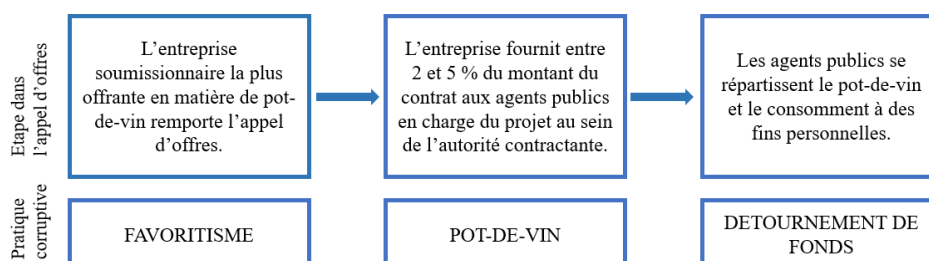 Etape dans
l'appel d'offres
L'entreprise
soumissionnaire la plus
offrante en matière de pot-
de-vin remporte l'appel
d'offres.
L'entreprise fournit entre
2 et 5 % du montant du
contrat aux agents publics
en charge du projet au sein
de l'autorité contractante.
Les agents publics se
répartissent le pot-de-vin
et le consomment à des
fins personnelles.
Pratique
corruptive
FAVORITISME
POT-DE-VIN
DETOURNEMENT DE
FONDS